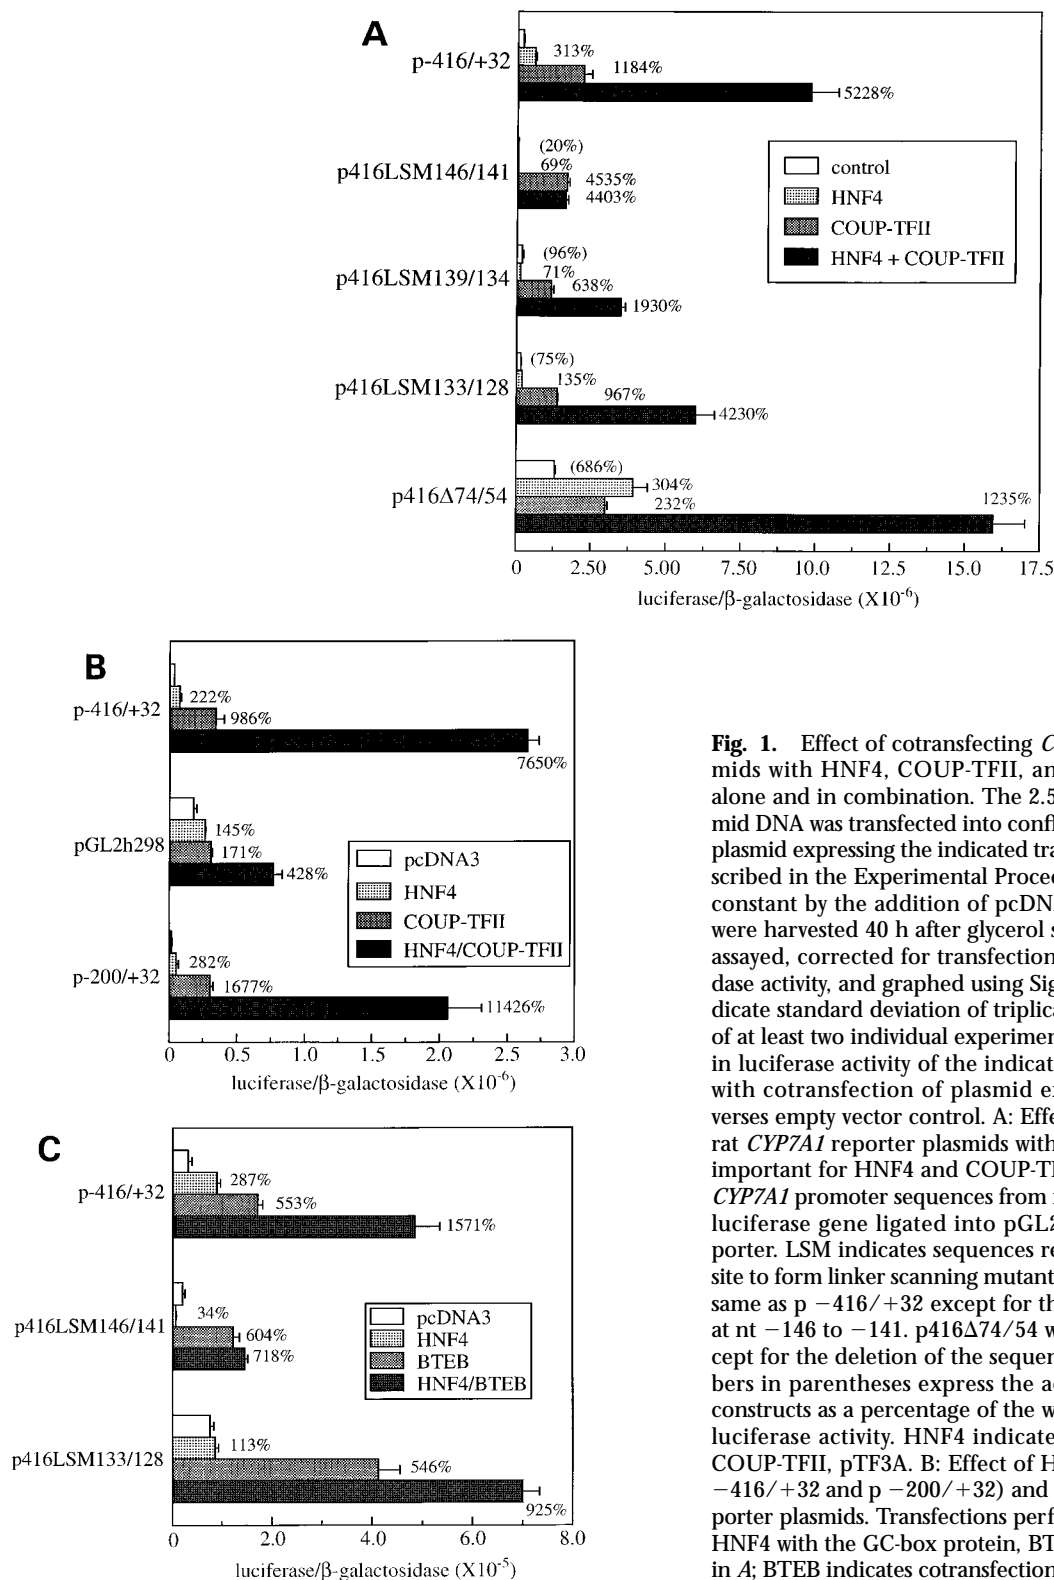 A
p-416/+32
313%
1184%
5228%
p416LSM146/141
(20%)
69%
4535%
4403%
p416LSM139/134
(96%)
71%
638%
1930%
p416LSM133/128
(75%)
135%
967%
4230%
p416Δ74/54
(686%)
304%
232%
1235%
control
HNF4
COUP-TFII
HNF4 + COUP-TFII
0 2.50 5.00 7.50 10.0 12.5 15.0 17.5
luciferase/β-galactosidase (X10-6)
B
p-416/+32
222%
986%
7650%
pGL2h298
145%
171%
428%
p-200/+32
282%
1677%
11426%
pcDNA3
HNF4
COUP-TFII
HNF4/COUP-TFII
0 0.5 1.0 1.5 2.0 2.5 3.0
luciferase/β-galactosidase (X10-6)
C
p-416/+32
287%
553%
1571%
p416LSM146/141
34%
604%
718%
p416LSM133/128
113%
546%
925%
pcDNA3
HNF4
BTEB
HNF4/BTEB
0 2.0 4.0 6.0 8.0
luciferase/β-galactosidase (X10-5)
Fig. 1. Effect of cotransfecting C
mids with HNF4, COUP-TFII, an
alone and in combination. The 2.5
mid DNA was transfected into confl
plasmid expressing the indicated tra
scribed in the Experimental Proced
constant by the addition of pcDNA
were harvested 40 h after glycerol s
assayed, corrected for transfection
dase activity, and graphed using Sig
dicate standard deviation of triplica
of at least two individual experimen
in luciferase activity of the indicat
with cotransfection of plasmid ex
verses empty vector control. A: Effe
rat CYP7A1 reporter plasmids with
important for HNF4 and COUP-TF
CYP7A1 promoter sequences from n
luciferase gene ligated into pGL2
porter. LSM indicates sequences re
site to form linker scanning mutant
same as p −416/+32 except for th
at nt −146 to −141. p416Δ74/54 w
cept for the deletion of the sequen
bers in parentheses express the ac
constructs as a percentage of the w
luciferase activity. HNF4 indicate
COUP-TFII, pTF3A. B: Effect of H
−416/+32 and p −200/+32) and
porter plasmids. Transfections perf
HNF4 with the GC-box protein, BT
in A; BTEB indicates cotransfection